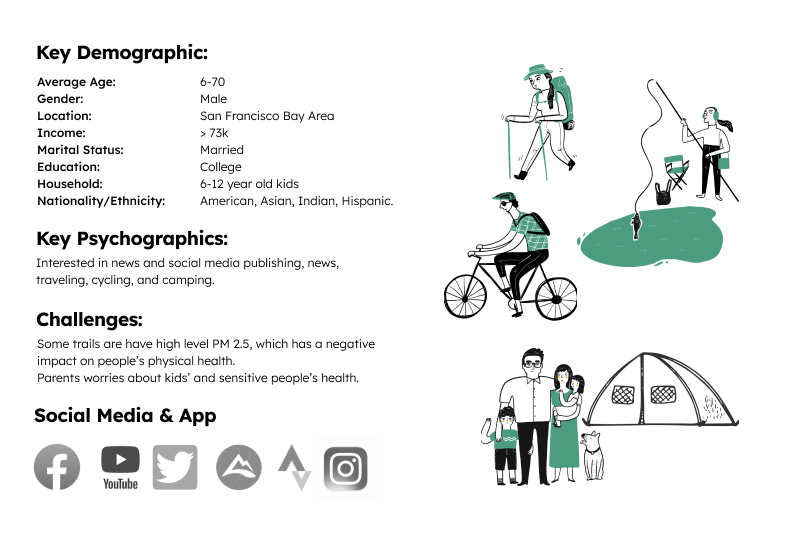 Key Demographic:
Average Age: 6-70
Gender: Male
Location: San Francisco Bay Area
Income: > 73k
Marital Status: Married
Education: College
Household: 6-12 year old kids
Nationality/Ethnicity: American, Asian, Indian, Hispanic.
Key Psychographics:
Interested in news and social media publishing, news,
traveling, cycling, and camping.
Challenges:
Some trails are have high level PM 2.5, which has a negative
impact on people’s physical health.
Parents worries about kids’ and sensitive people’s health.
Social Media & App
YouTube